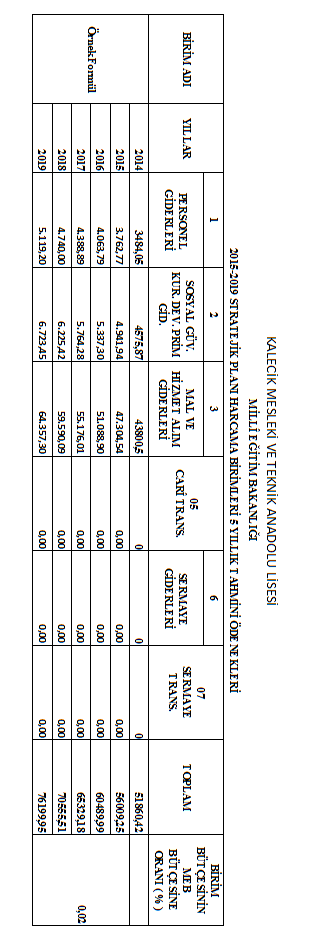 KALECİK MESLEKİ VE TEKNİK ANADOLU LİSESİ
MİLLİ EĞİTİM BAKANLIĞI
2015-2019 STRATEJİK PLANI HARCAMA BİRİMLERİ 5 YILLIK TAHMİNİ ÖDENEKLERİ
BİRİM ADI YILLAR 1 2 3 05 CARİ TRANS. 6 07 SERMAYE TRANS. TOPLAM BİRİM BÜTÇESİNİN MEB BÜTÇESİNE ORANI ( % )
PERSONEL GİDERLERİ SOSYAL GÜV. KUR. DEV. PRİM GİD. MAL VE HİZMET ALIM GİDERLERİ SERMAYE GİDERLERİ
Örnek Formül 2014 3484,05 4575,87 43800,5 0 0 0 51860,42
2015 3.762,77 4.941,94 47.304,54 0,00 0,00 0,00 56009,25 0,02
2016 4.063,79 5.337,30 51.088,90 0,00 0,00 0,00 60489,99
2017 4.388,89 5.764,28 55.176,01 0,00 0,00 0,00 65329,18
2018 4.740,00 6.225,42 59.590,09 0,00 0,00 0,00 70555,51
2019 5.119,20 6.723,45 64.357,30 0,00 0,00 0,00 76199,95